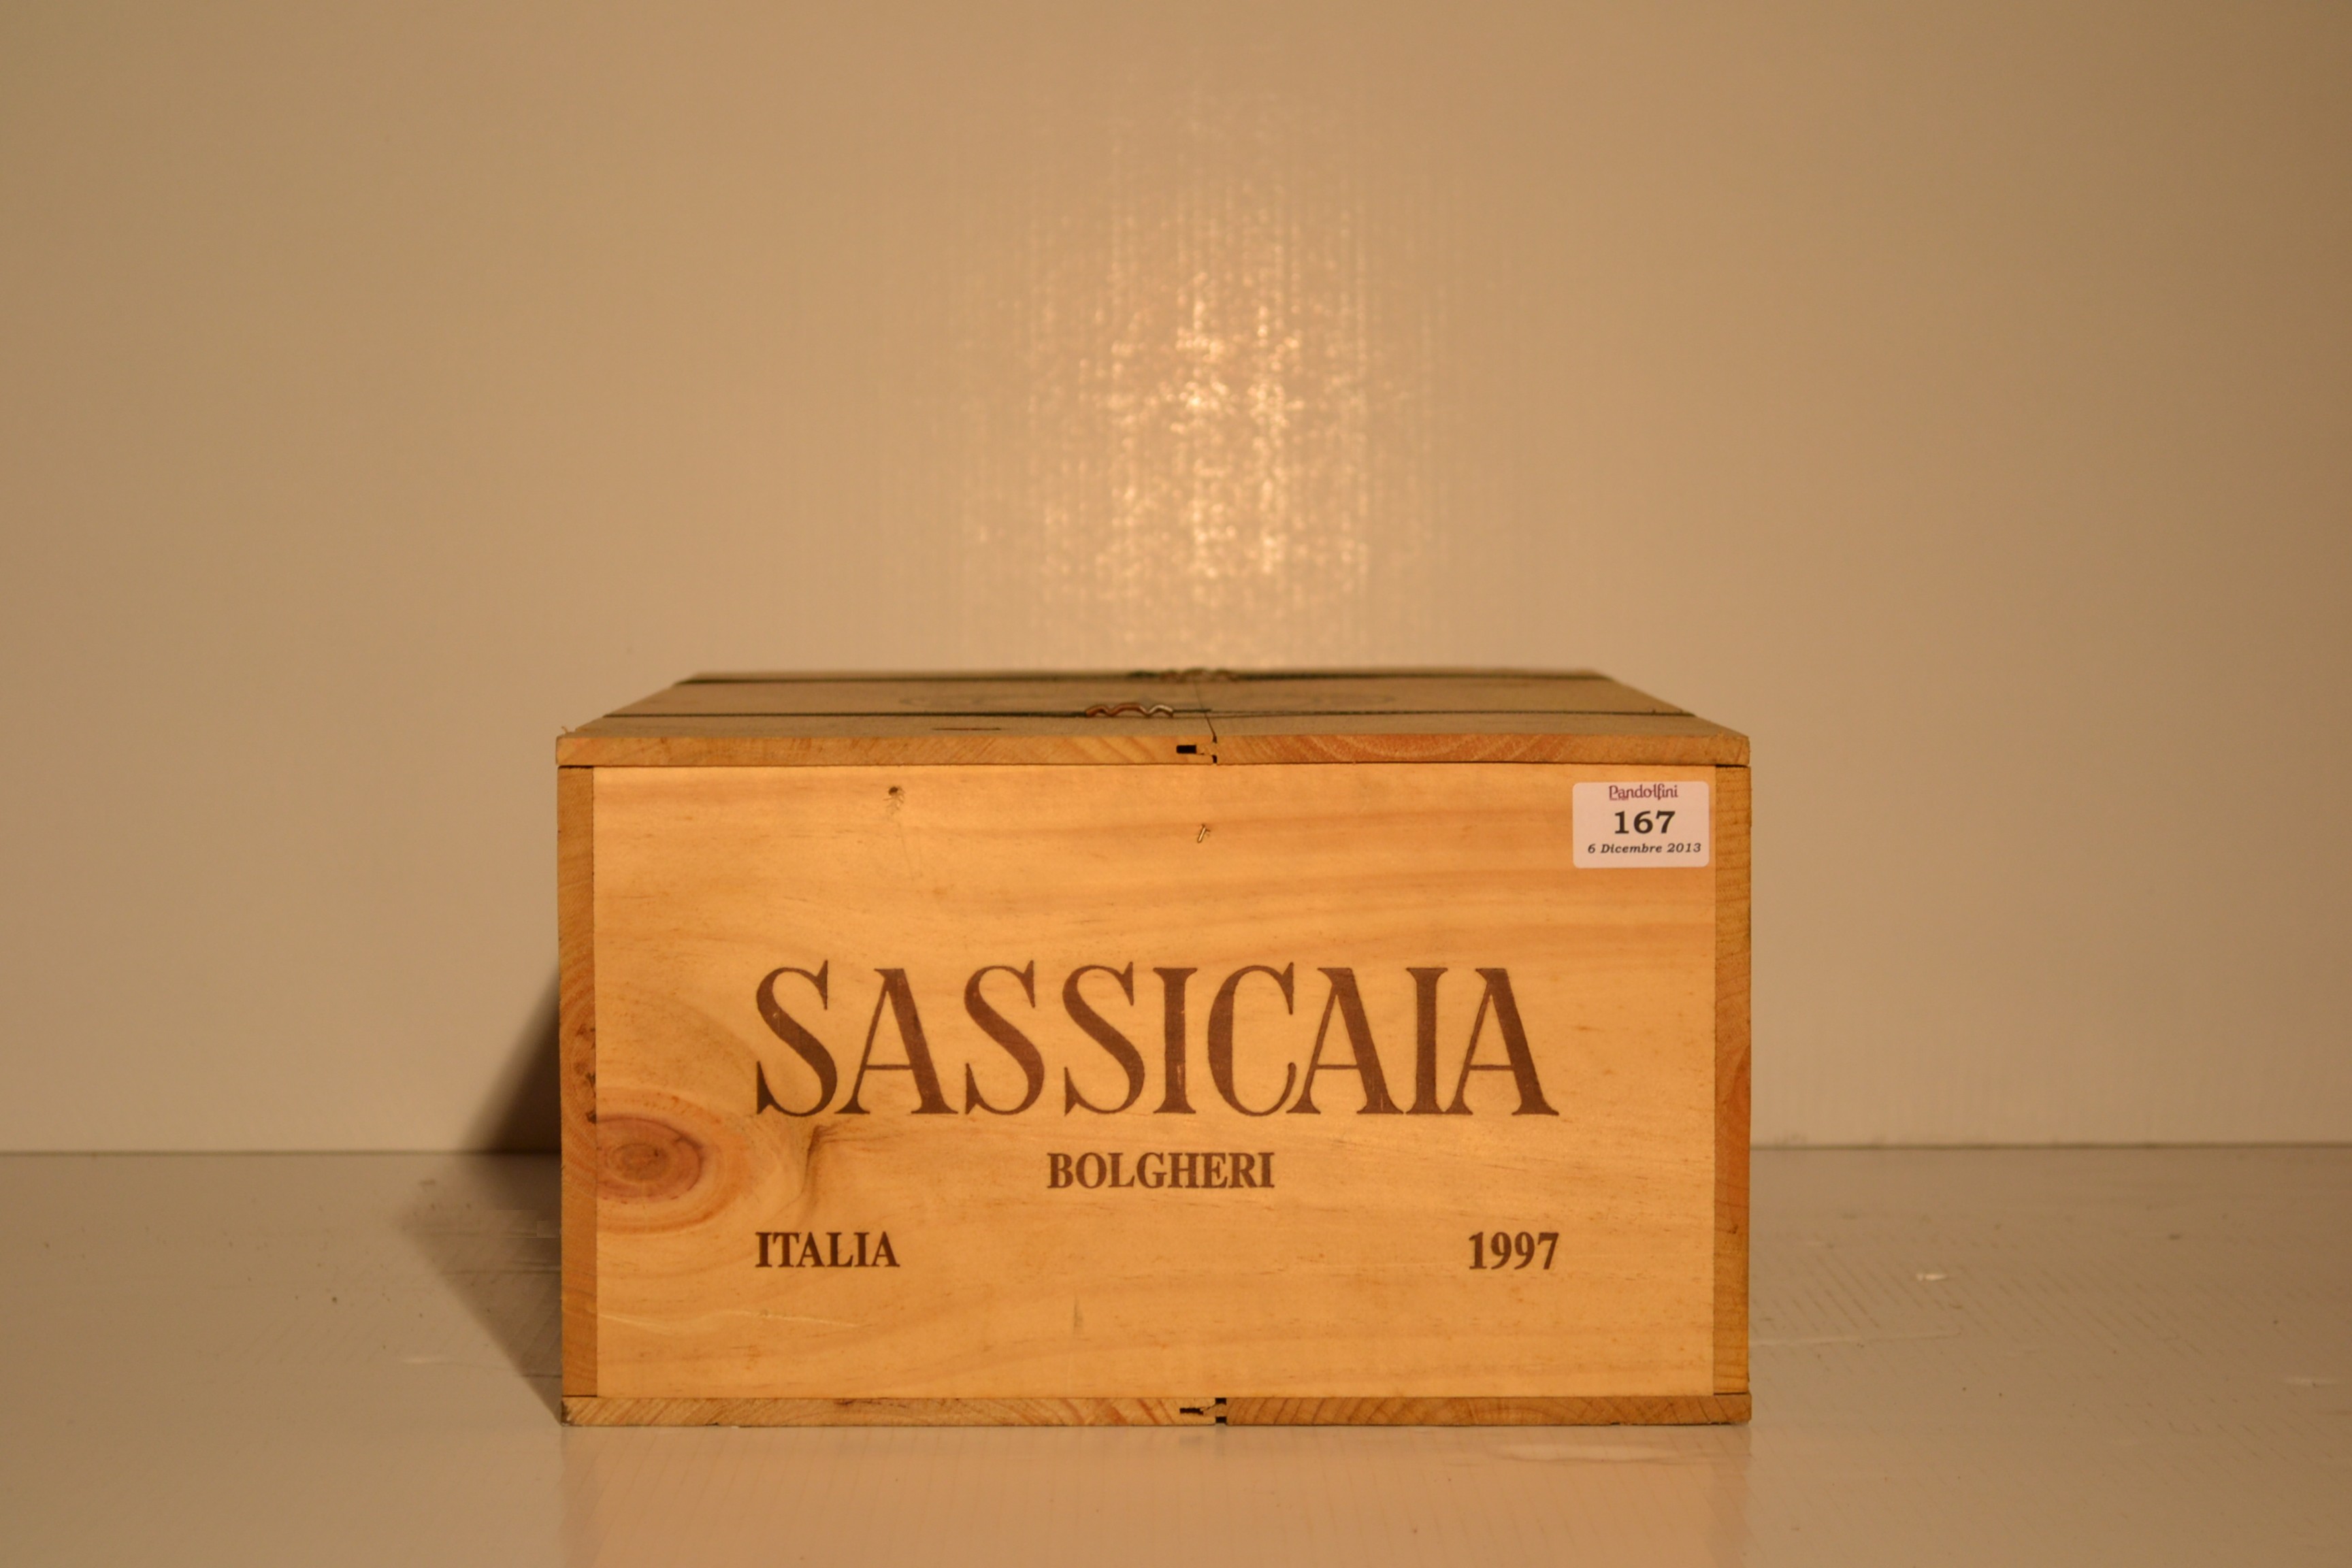 Pandolfini
167
6 Dicembre 2013
SASSICAIA
BOLGHERI
ITALIA 1997